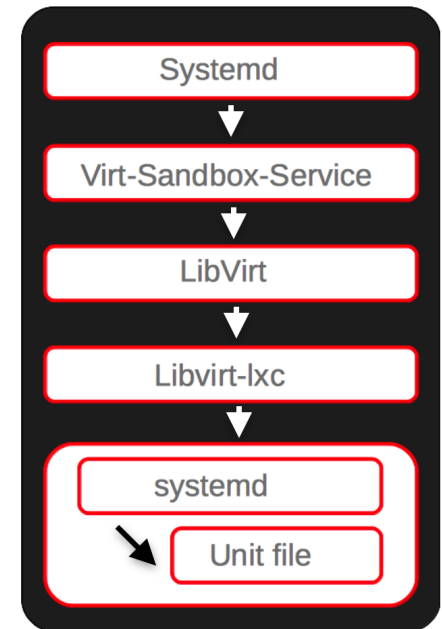 Systemd
Virt-Sandbox-Service
LibVirt
Libvirt-lxc
systemd
Unit file